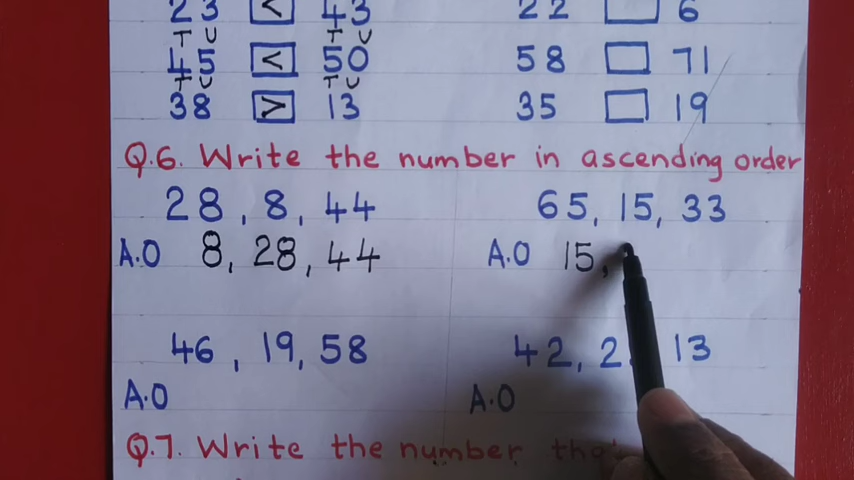 23 < 43 22 6
T U T U
45 < 50 58 71
T U T U
38 > 13 35 19
Q.6. Write the number in ascending order
28, 8, 44 65, 15, 33
A.O 8, 28, 44 A.O 15,
46, 19, 58 42, 2 13
A.O A.O
Q.7. Write the number